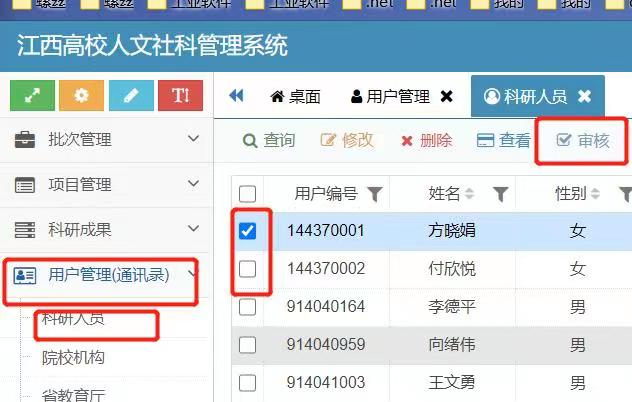 螺丝 螺丝 工业软件 工业软件 .net .net 我的 我的
江西高校人文社科管理系统
桌面 用户管理 科研人员
查询 修改 删除 查看 审核
批次管理
项目管理
科研成果
用户管理(通讯录)
科研人员
院校机构
省教育厅
用户编号 姓名 性别
144370001 方晓娟 女
144370002 付欣悦 女
914040164 李德平 男
914040959 向绪伟 男
914041003 王文勇 男